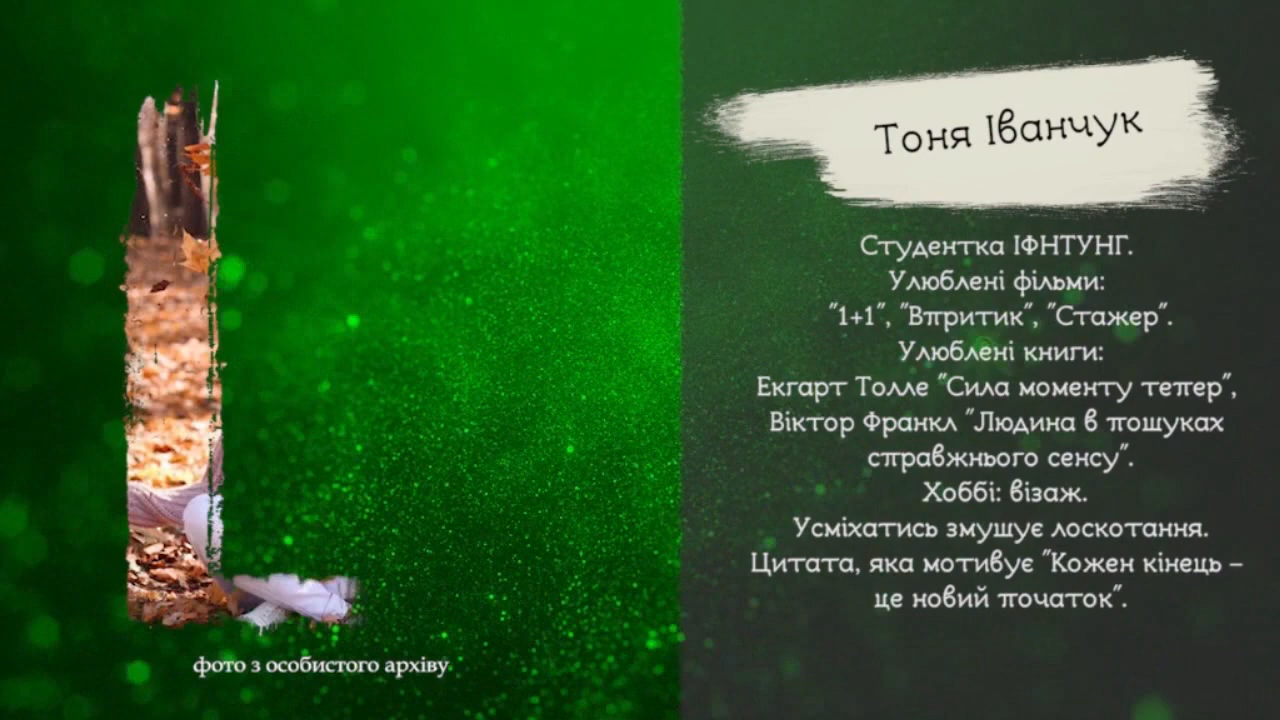 Тоня Іванчук
Студентка ІФНТУНГ.
Улюблені фільми:
"1+1", "Впритик", "Стажер".
Улюблені книги:
Екгарт Толле "Сила моменту тепер",
Віктор Франкл "Людина в пошуках
справжнього сенсу".
Хоббі: візаж.
Усміхатись змушує лоскотання.
Цитата, яка мотивує "Кожен кінець –
це новий початок".
фото з особистого архіву